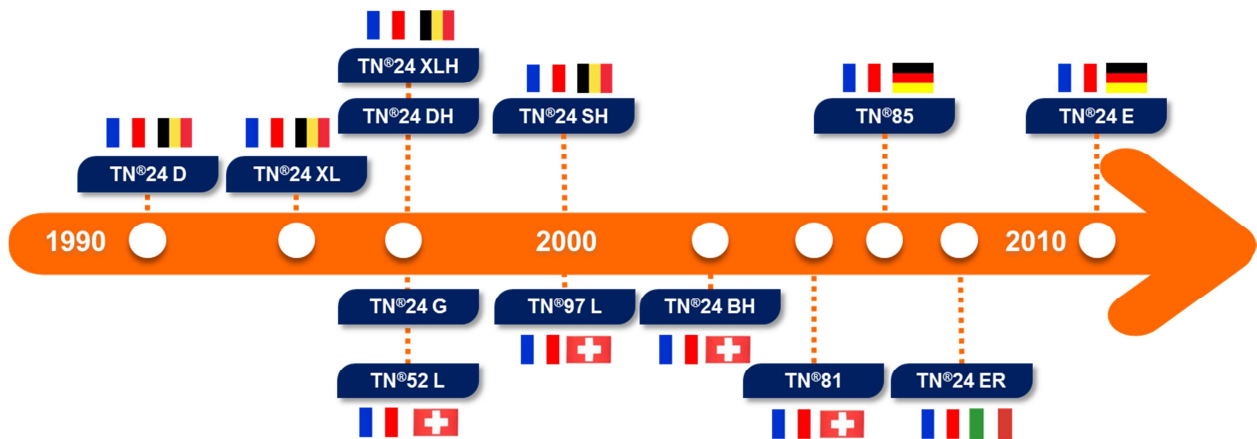 TN®24 XLH
TN®24 DH
TN®24 SH
TN®85
TN®24 E
TN®24 D
TN®24 XL
1990
2000
2010
TN®24 G
TN®97 L
TN®24 BH
TN®52 L
TN®81
TN®24 ER